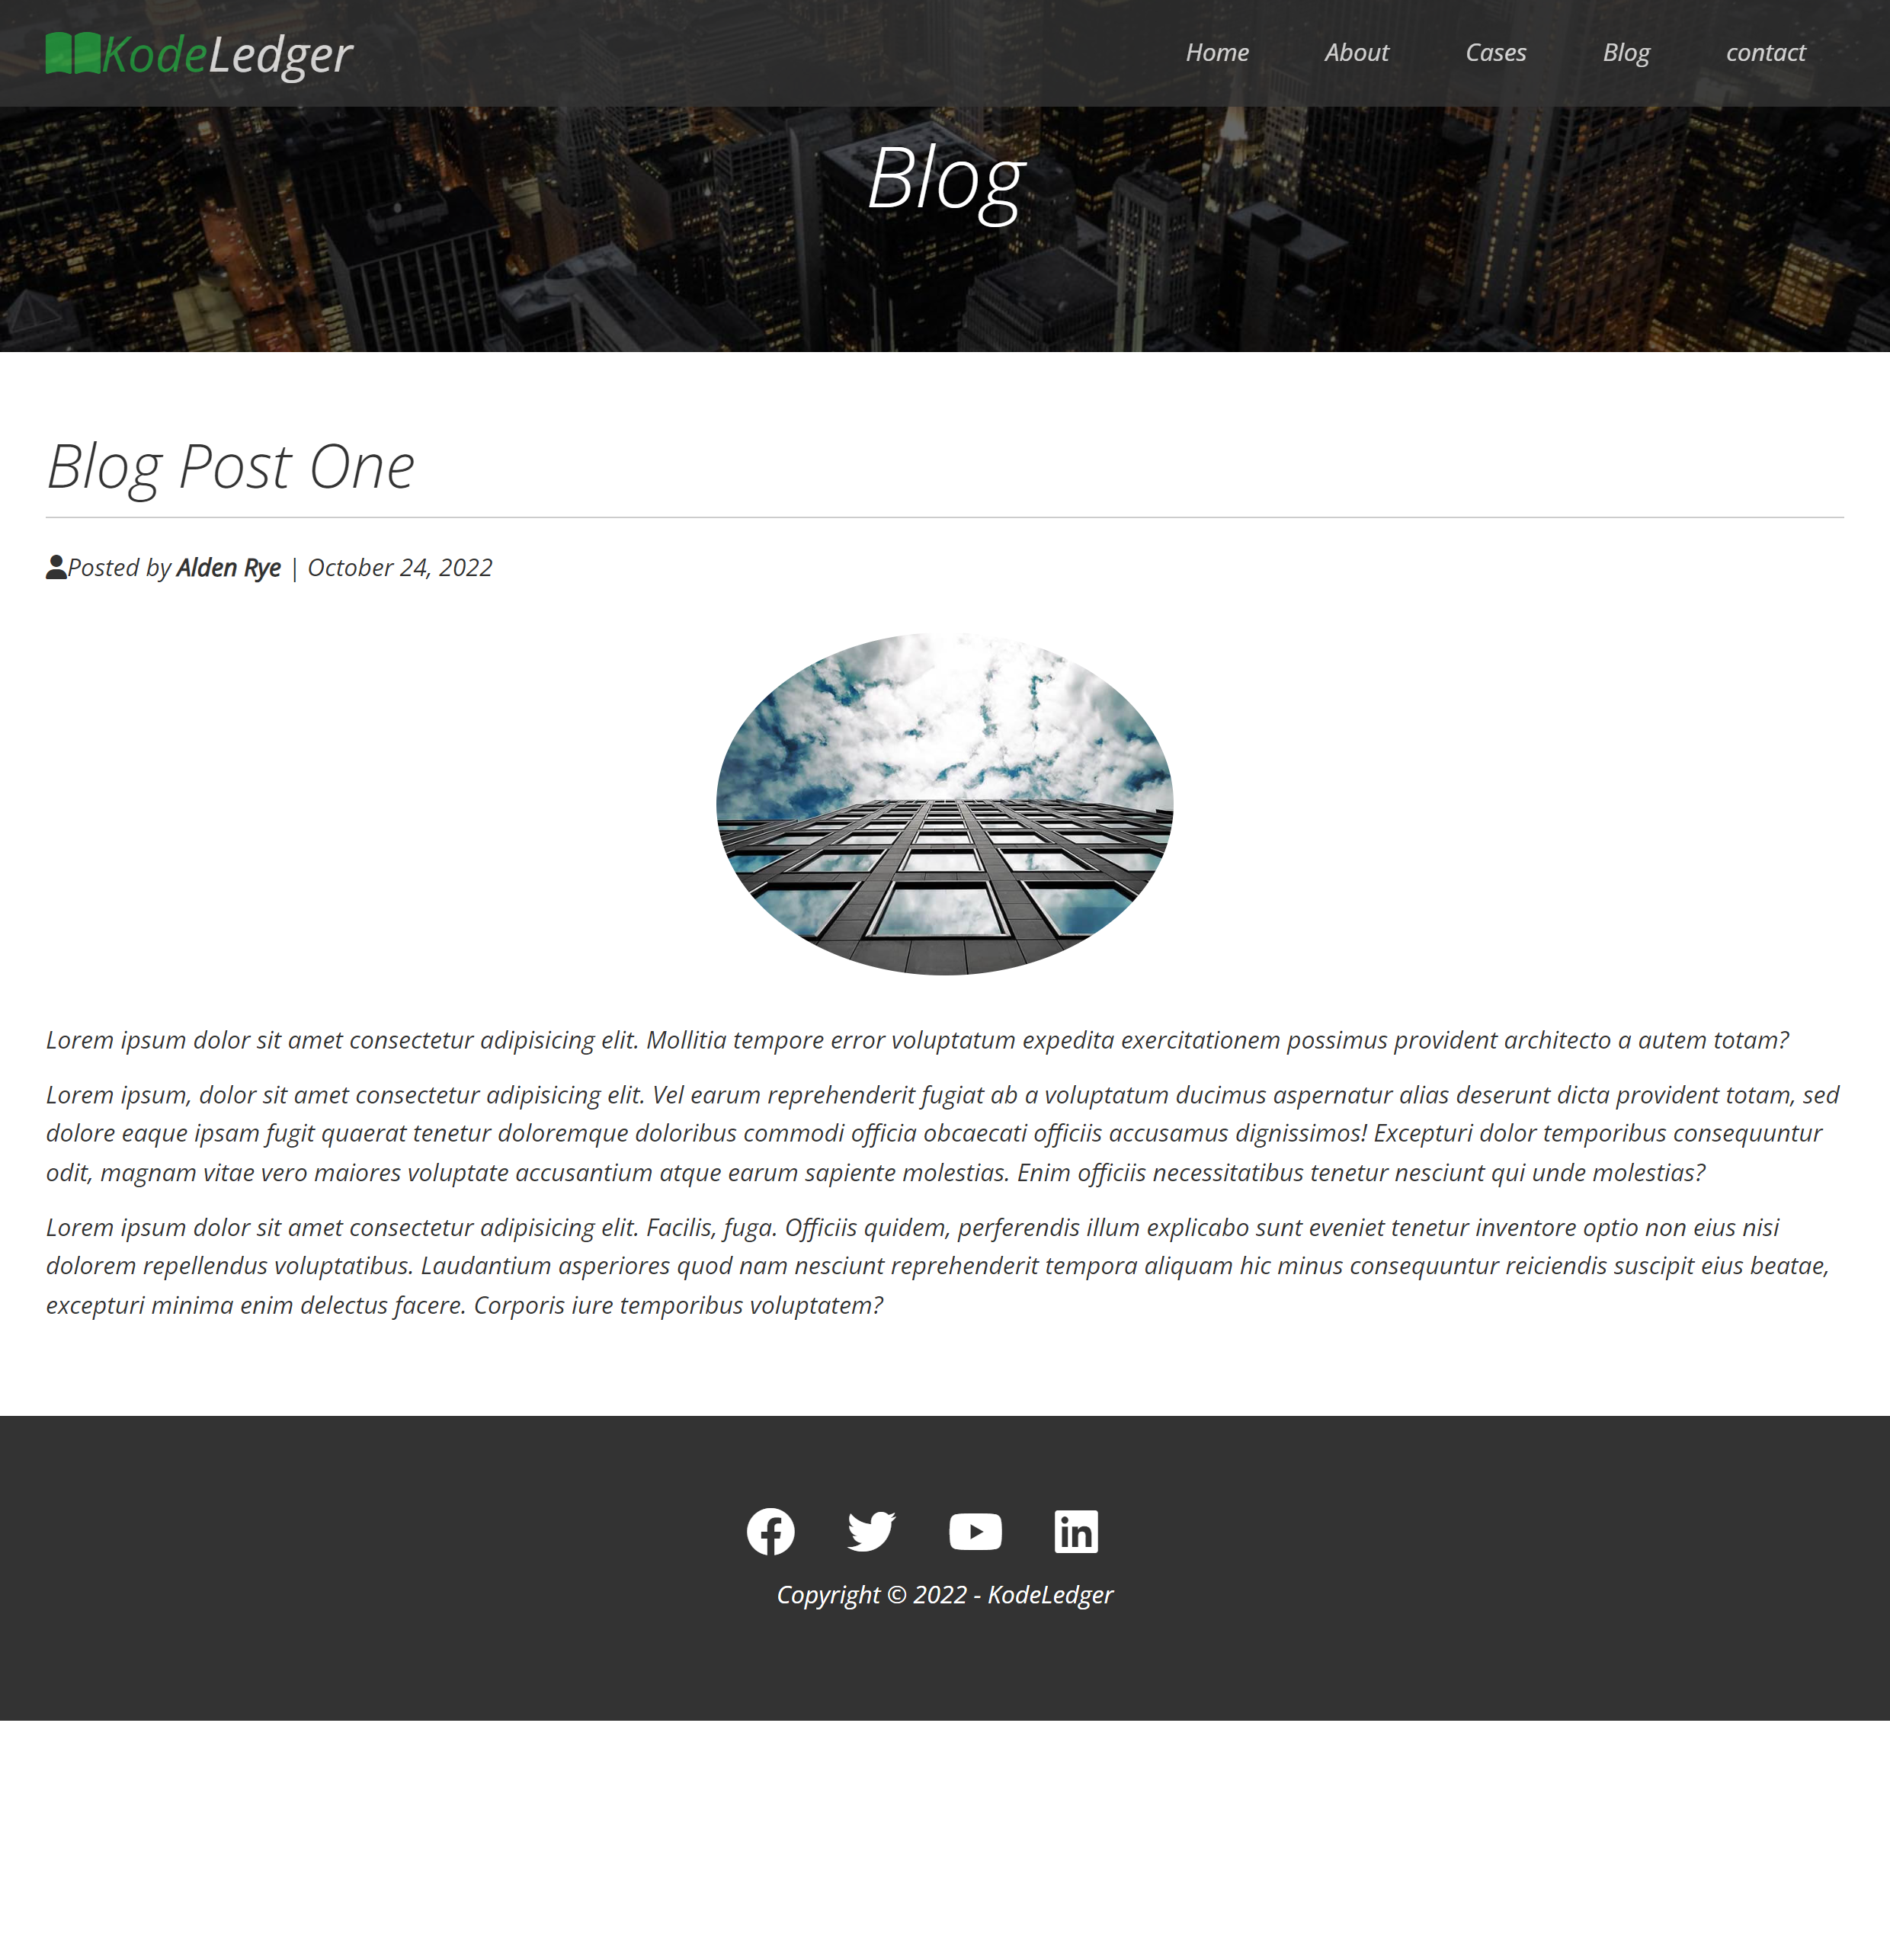 KodeLedger
Home About Cases Blog contact
Blog
Blog Post One
Posted by Alden Rye | October 24, 2022
Lorem ipsum dolor sit amet consectetur adipisicing elit. Mollitia tempore error voluptatum expedita exercitationem possimus provident architecto a autem totam?
Lorem ipsum, dolor sit amet consectetur adipisicing elit. Vel earum reprehenderit fugiat ab a voluptatum ducimus aspernatur alias deserunt dicta provident totam, sed
dolore eaque ipsam fugit quaerat tenetur doloremque doloribus commodi officia obcaecati officiis accusamus dignissimos! Excepturi dolor temporibus consequuntur
odit, magnam vitae vero maiores voluptate accusantium atque earum sapiente molestias. Enim officiis necessitatibus tenetur nesciunt qui unde molestias?
Lorem ipsum dolor sit amet consectetur adipisicing elit. Facilis, fuga. Officiis quidem, perferendis illum explicabo sunt eveniet tenetur inventore optio non eius nisi
dolorem repellendus voluptatibus. Laudantium asperiores quod nam nesciunt reprehenderit tempora aliquam hic minus consequuntur reiciendis suscipit eius beatae,
excepturi minima enim delectus facere. Corporis iure temporibus voluptatem?
Copyright © 2022 - KodeLedger